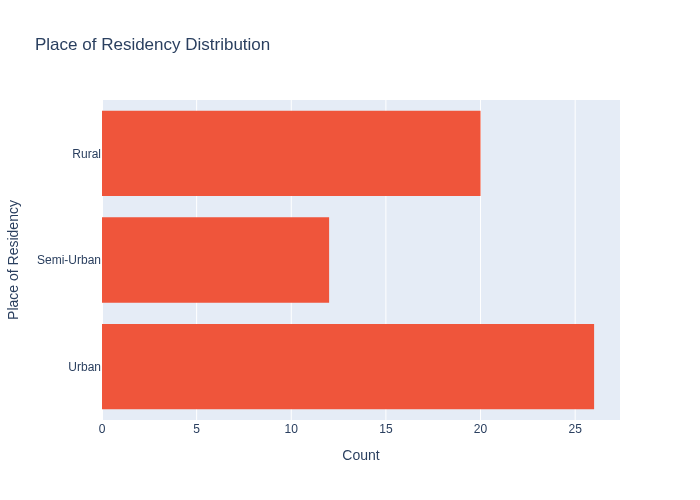 Place of Residency Distribution
Place of Residency
Rural
Semi-Urban
Urban
0 5 10 15 20 25
Count